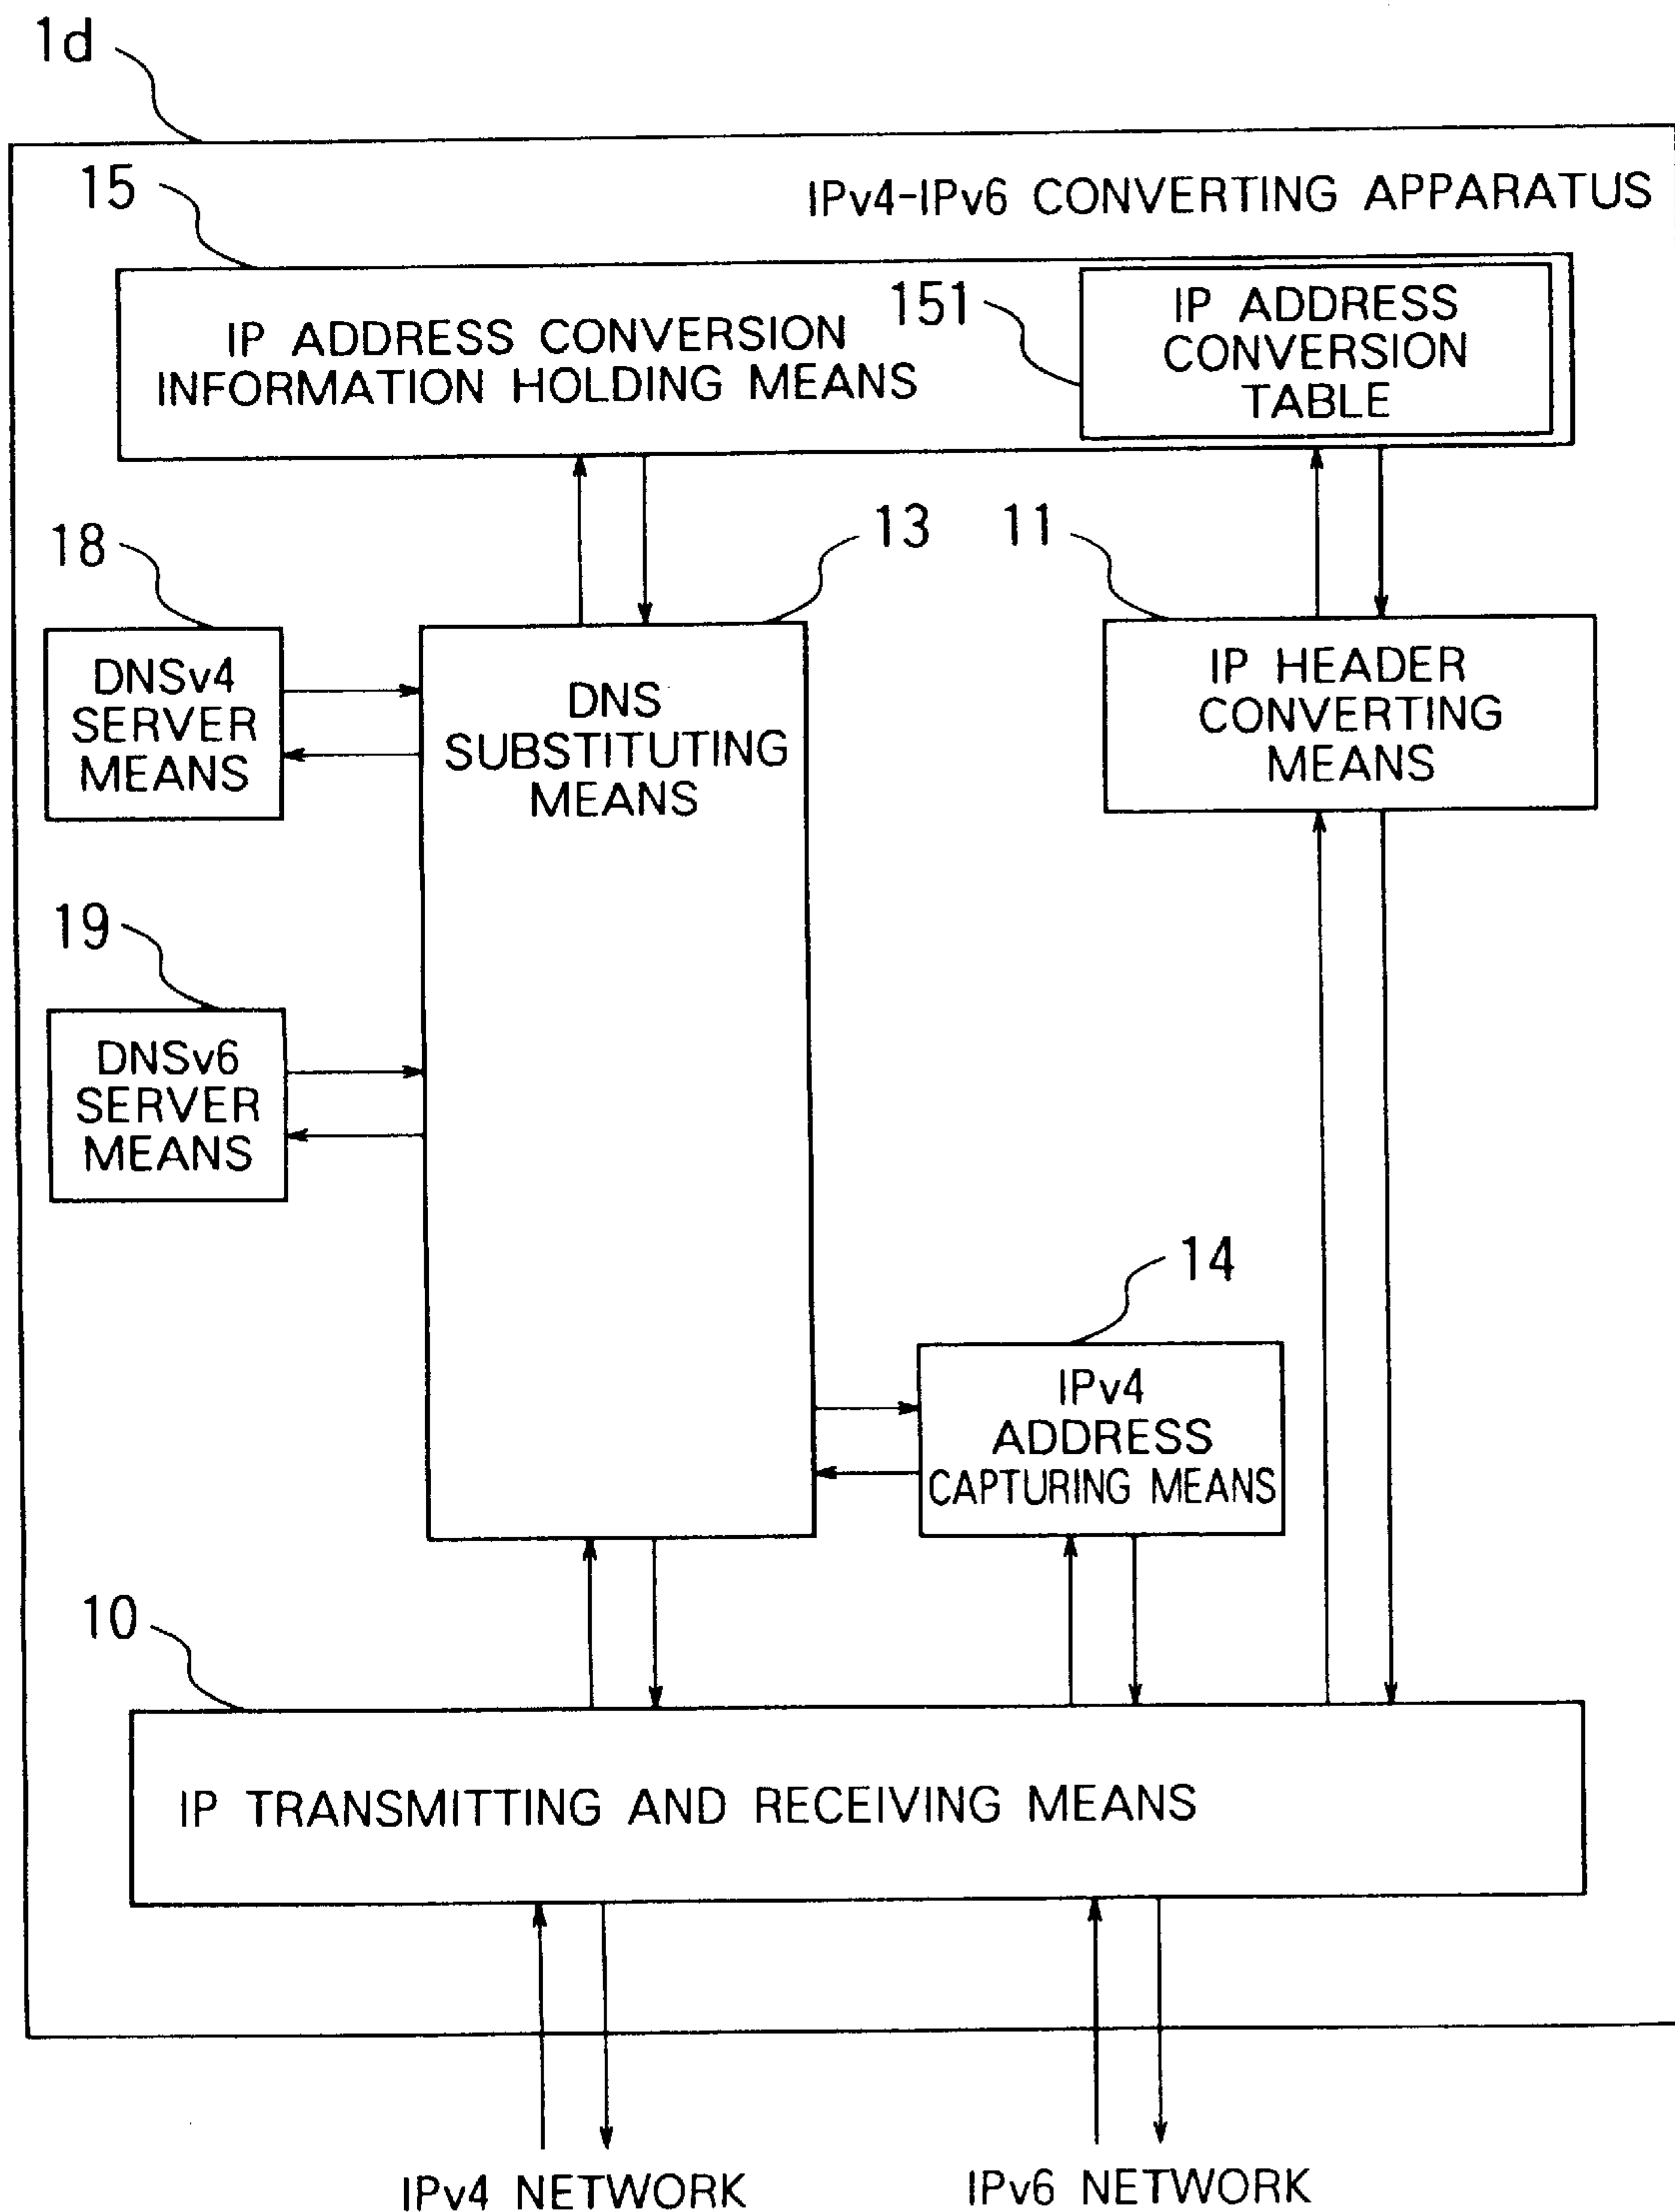 1d
IPv4-IPv6 CONVERTING APPARATUS
15
IP ADDRESS CONVERSION
INFORMATION HOLDING MEANS
151
IP ADDRESS
CONVERSION
TABLE
18
13
11
DNSv4
SERVER
MEANS
DNS
SUBSTITUTING
MEANS
IP HEADER
CONVERTING
MEANS
19
DNSv6
SERVER
MEANS
14
IPv4
ADDRESS
CAPTURING MEANS
10
IP TRANSMITTING AND RECEIVING MEANS
IPv4 NETWORK
IPv6 NETWORK